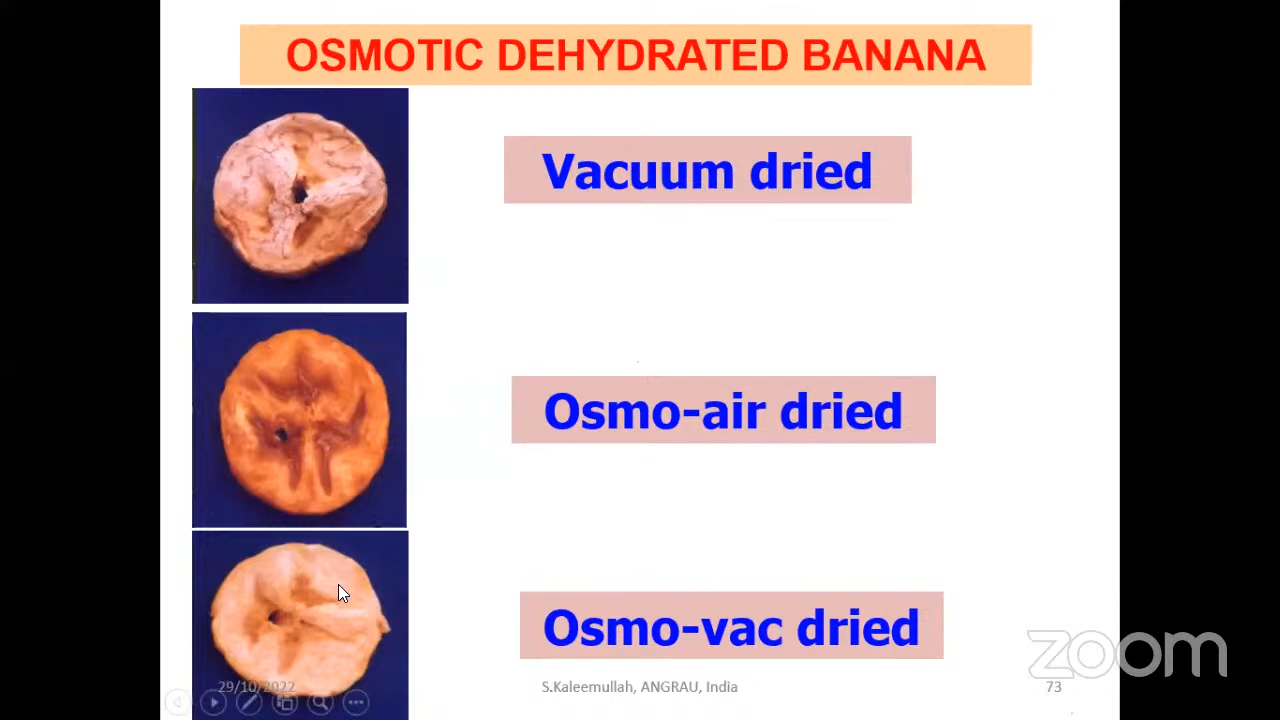 OSMOTIC DEHYDRATED BANANA
Vacuum dried
Osmo-air dried
Osmo-vac dried
zoom
29/10/2022
S.Kaleemullah, ANGRAU, India
73